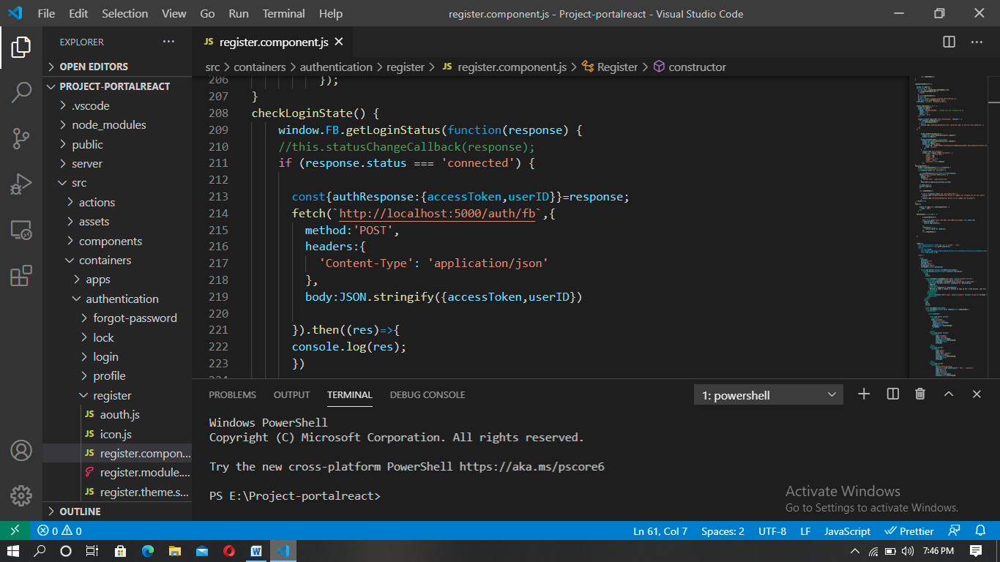 File Edit Selection View Go Run Terminal Help register.component.js - Project-portalreact - Visual Studio Code
EXPLORER ···
OPEN EDITORS
PROJECT-PORTALREACT
.vscode
node_modules
public
server
src
actions
assets
components
containers
apps
authentication
forgot-password
lock
login
profile
register
JS aouth.js
JS icon.js
JS register.compon...
register.module....
JS register.theme.s...
OUTLINE
JS register.component.js
src > containers > authentication > register > JS register.component.js > Register > constructor
206 });
207 }
208 checkLoginState() {
209 window.FB.getLoginStatus(function(response) {
210 //this.statusChangeCallback(response);
211 if (response.status === 'connected') {
212
213 const{authResponse:{accessToken,userID}}=response;
214 fetch(`http://localhost:5000/auth/fb`,{
215 method:'POST',
216 headers:{
217 'Content-Type': 'application/json'
218 },
219 body:JSON.stringify({accessToken,userID})
220
221 }).then((res)=>{
222 console.log(res);
223 })
PROBLEMS OUTPUT TERMINAL DEBUG CONSOLE 1: powershell
Windows PowerShell
Copyright (C) Microsoft Corporation. All rights reserved.
Try the new cross-platform PowerShell https://aka.ms/pscore6
PS E:\Project-portalreact>
Activate Windows
Go to Settings to activate Windows.
0 0 Ln 61, Col 7 Spaces: 2 UTF-8 LF JavaScript Prettier
7:46 PM